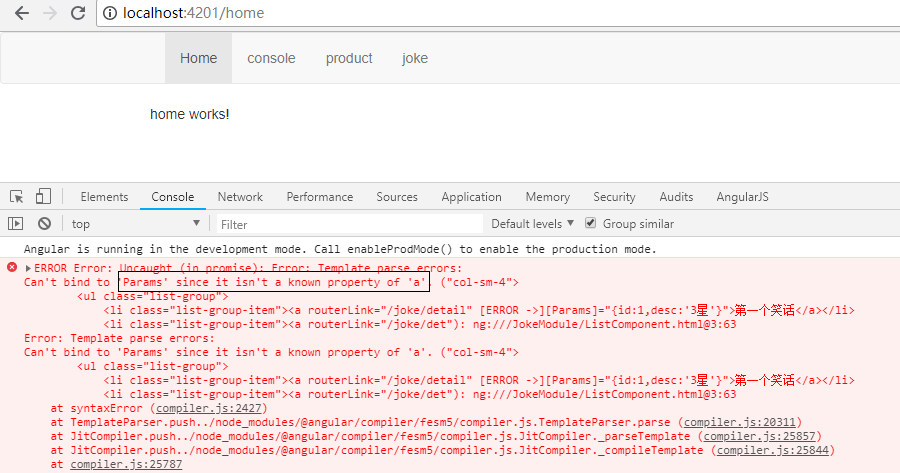 localhost:4201/home
Home console product joke
home works!
Elements Console Network Performance Sources Application Memory Security Audits AngularJS
top Filter Default levels Group similar
Angular is running in the development mode. Call enableProdMode() to enable the production mode.
ERROR Error: Uncaught (in promise): Error: Template parse errors:
Can't bind to 'Params' since it isn't a known property of 'a'. ("col-sm-4">
<ul class="list-group">
<li class="list-group-item"><a routerLink="/joke/detail" [ERROR ->][Params]="{id:1,desc:'3星'}">第一个笑话</a></li>
<li class="list-group-item"><a routerLink="/joke/detail"): ng:///JokeModule/ListComponent.html@3:63
Error: Template parse errors:
Can't bind to 'Params' since it isn't a known property of 'a'. ("col-sm-4">
<ul class="list-group">
<li class="list-group-item"><a routerLink="/joke/detail" [ERROR ->][Params]="{id:1,desc:'3星'}">第一个笑话</a></li>
<li class="list-group-item"><a routerLink="/joke/detail"): ng:///JokeModule/ListComponent.html@3:63
at syntaxError (compiler.js:2427)
at TemplateParser.push../node_modules/@angular/compiler/fesm5/compiler.js.TemplateParser.parse (compiler.js:20311)
at JitCompiler.push../node_modules/@angular/compiler/fesm5/compiler.js.JitCompiler._parseTemplate (compiler.js:25857)
at JitCompiler.push../node_modules/@angular/compiler/fesm5/compiler.js.JitCompiler._compileTemplate (compiler.js:25844)
at compiler.js:25787